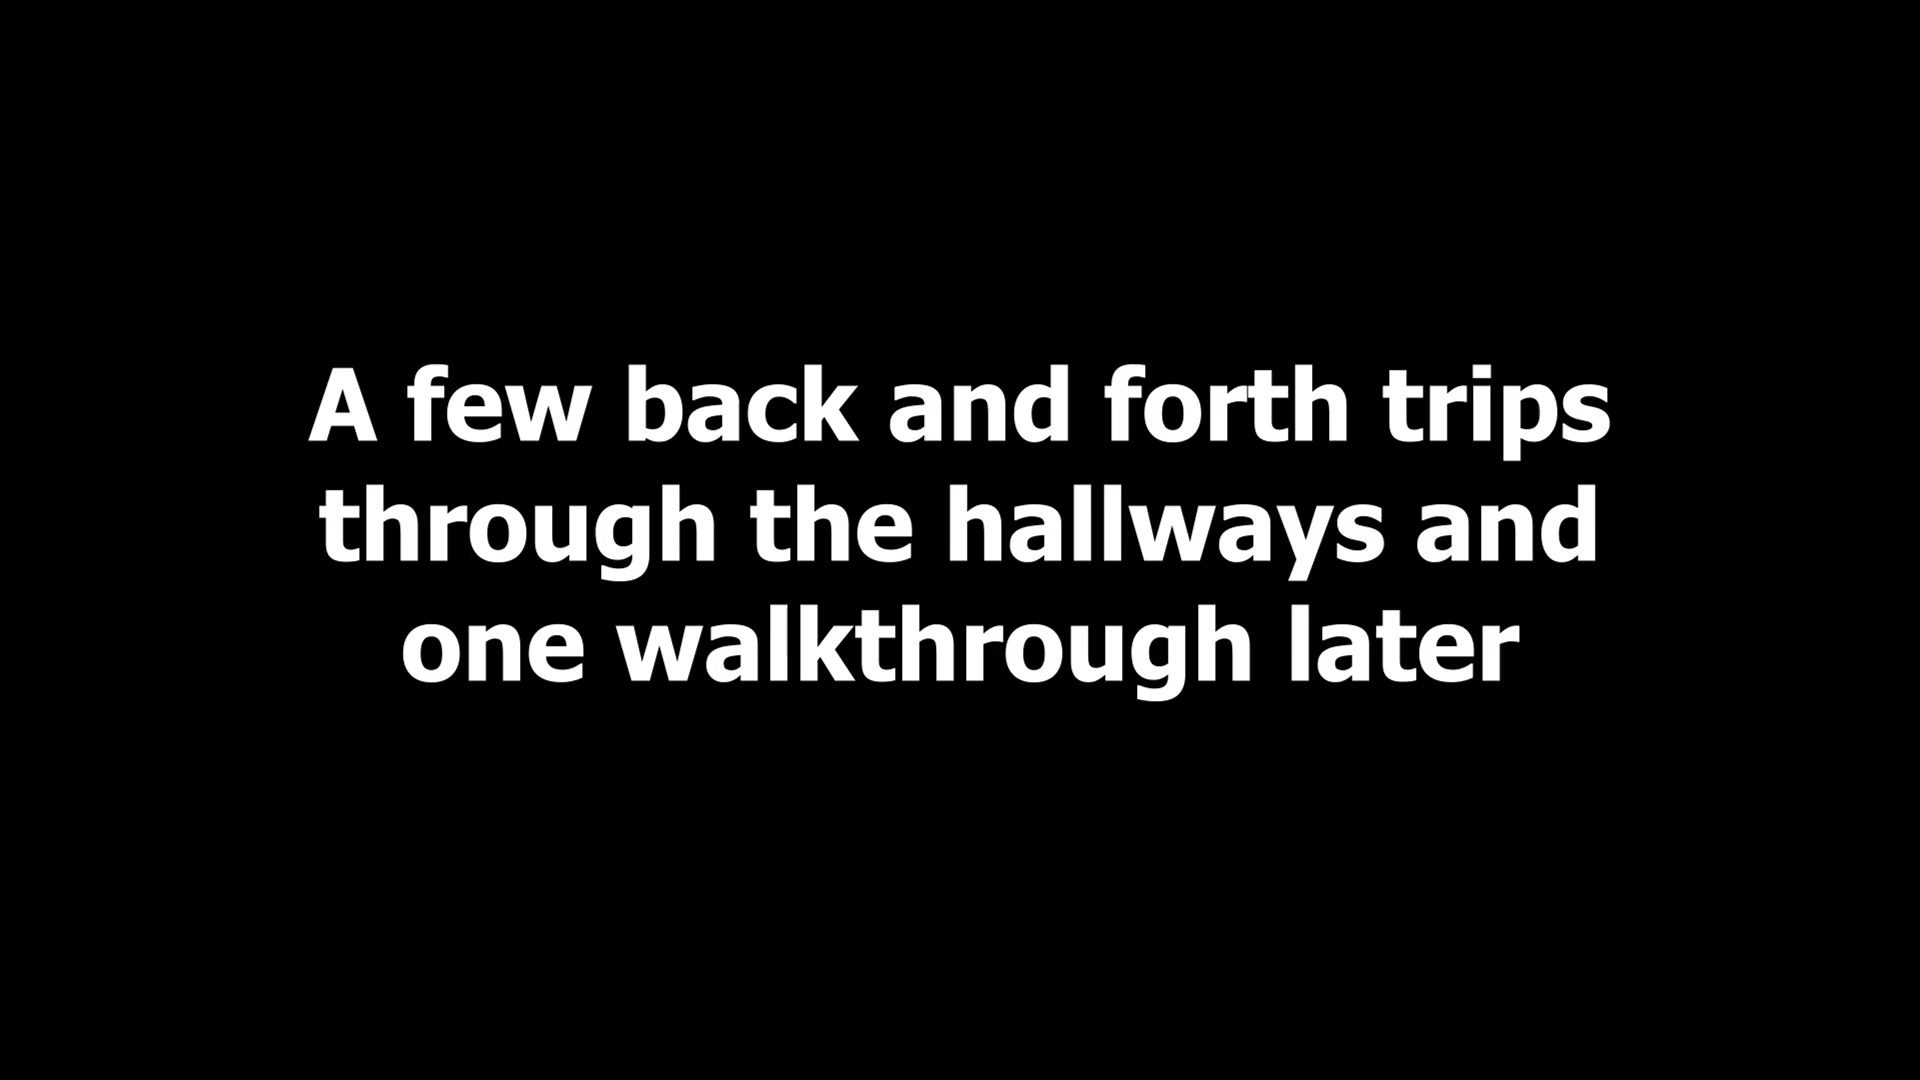 A few back and forth trips
through the hallways and
one walkthrough later